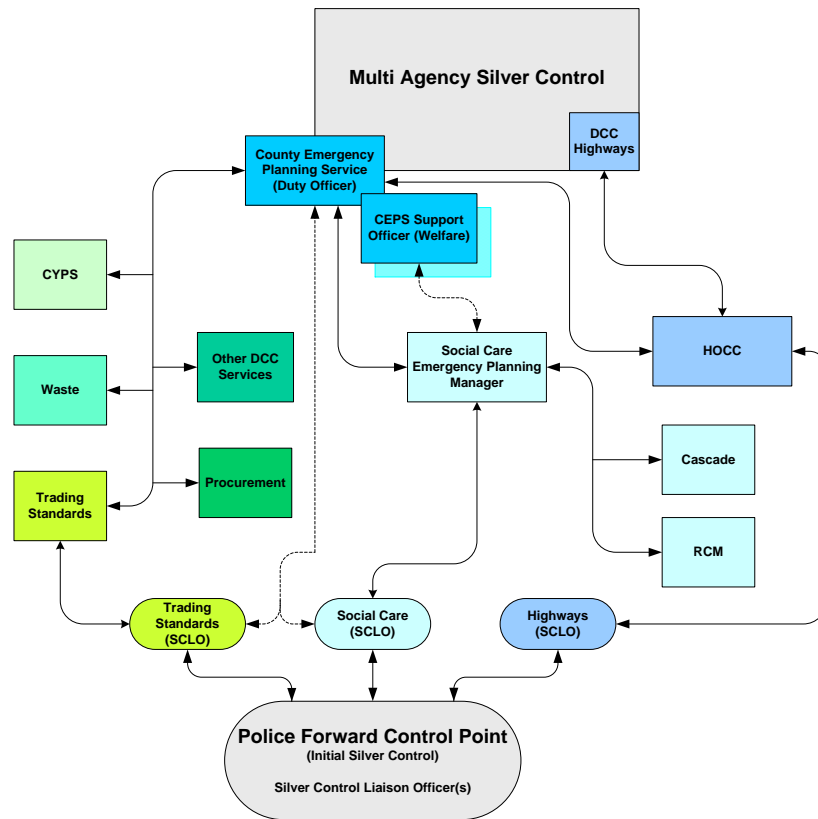 Multi Agency Silver Control
DCC
Highways
County Emergency
Planning Service
(Duty Officer)
CEPS Support
Officer (Welfare)
CYPS
Other DCC
Services
Social Care
Emergency Planning
Manager
HOCC
Waste
Cascade
Trading
Standards
Procurement
RCM
Trading
Standards
(SCLO)
Social Care
(SCLO)
Highways
(SCLO)
Police Forward Control Point
(Initial Silver Control)
Silver Control Liaison Officer(s)